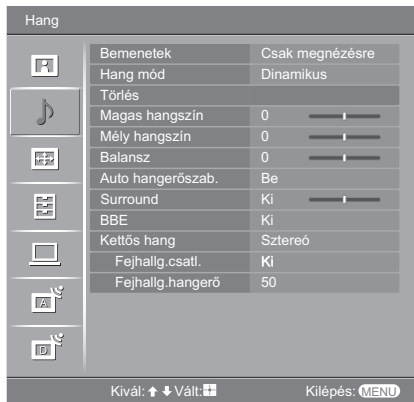 Hang
Bemenetek Csak megnézésre
Hang mód Dinamikus
Törlés
Magas hangszín 0
Mély hangszín 0
Balansz 0
Auto hangerőszab. Be
Surround Ki
BBE Ki
Kettős hang Sztereó
Fejhallg.csatl. Ki
Fejhallg.hangerő 50
A
D
Kivál: Vált: Kilépés: MENU